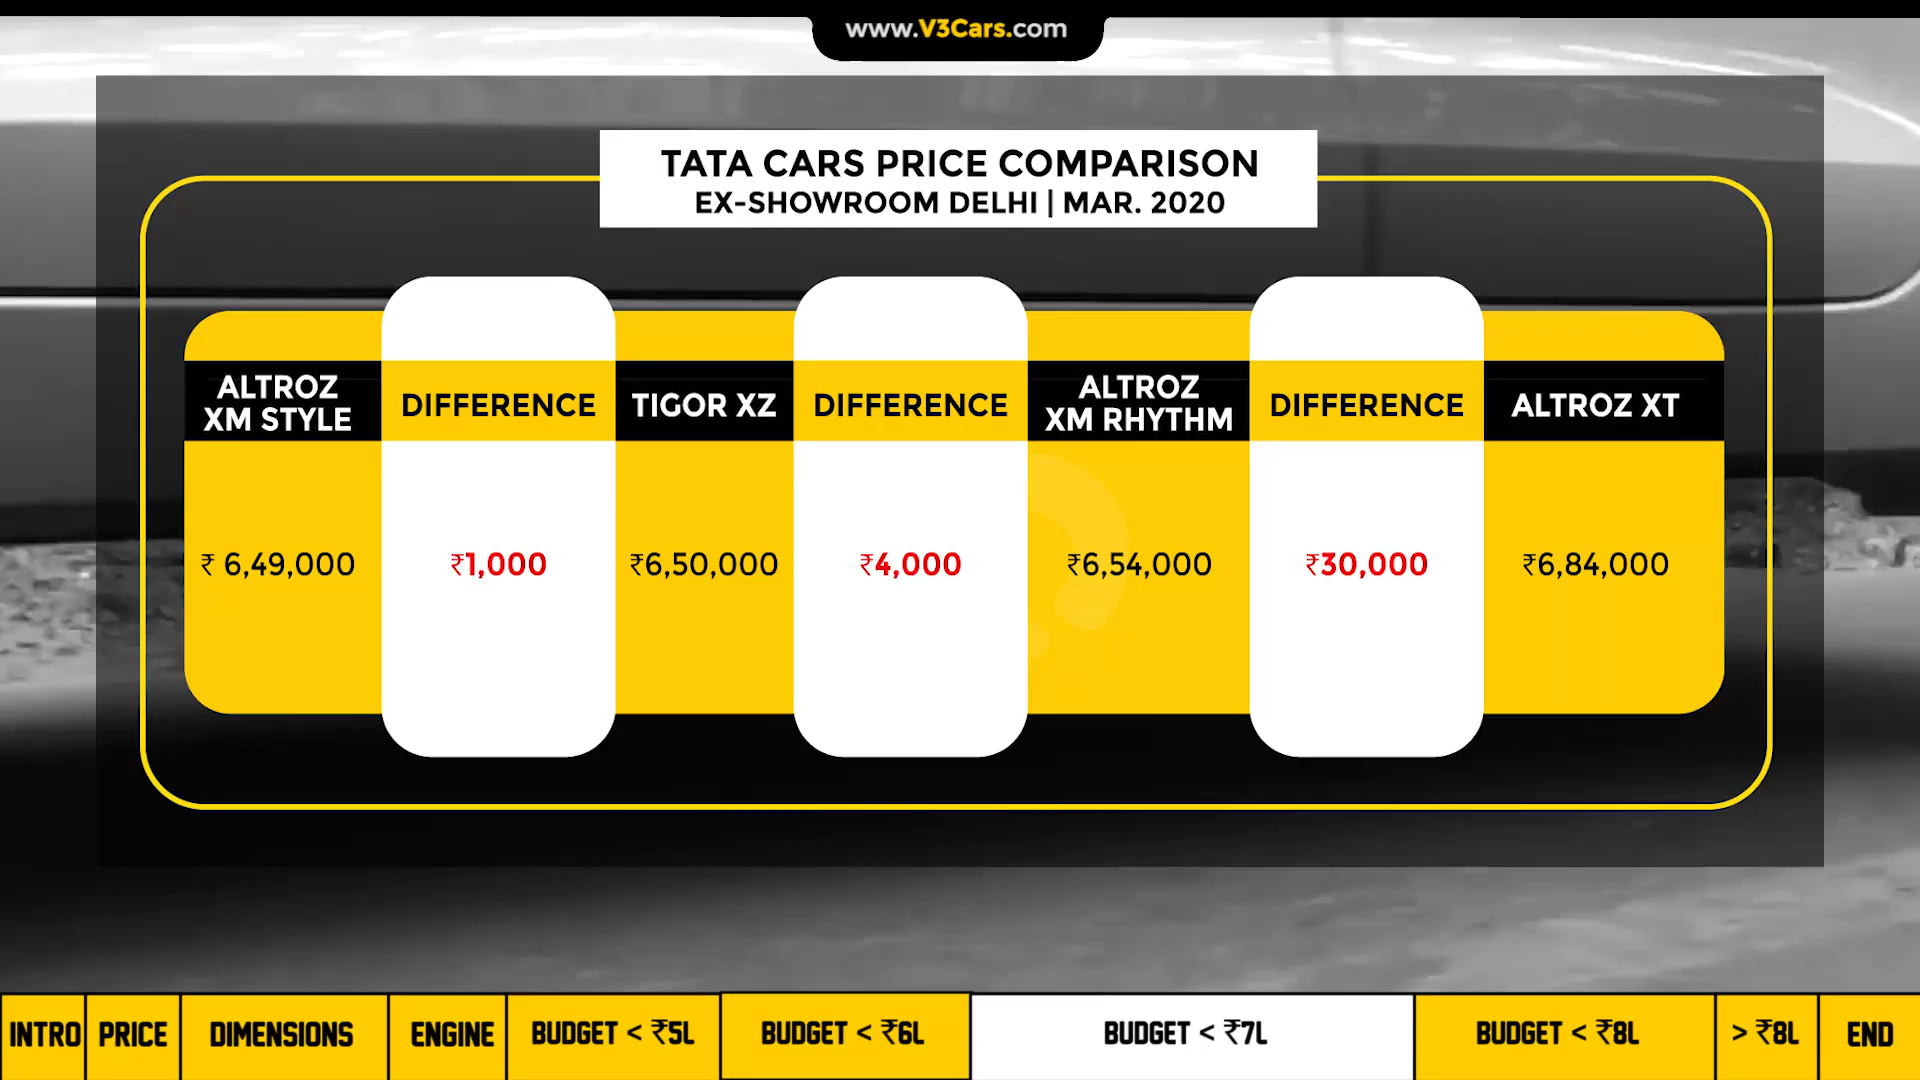 www.V3Cars.com
TATA CARS PRICE COMPARISON
EX-SHOWROOM DELHI | MAR. 2020
ALTROZ
XM STYLE
DIFFERENCE
TIGOR XZ
DIFFERENCE
ALTROZ
XM RHYTHM
DIFFERENCE
ALTROZ XT
₹ 6,49,000
₹1,000
₹6,50,000
₹4,000
₹6,54,000
₹30,000
₹6,84,000
INTRO
PRICE
DIMENSIONS
ENGINE
BUDGET < ₹5L
BUDGET < ₹6L
BUDGET < ₹7L
BUDGET < ₹8L
> ₹8L
END